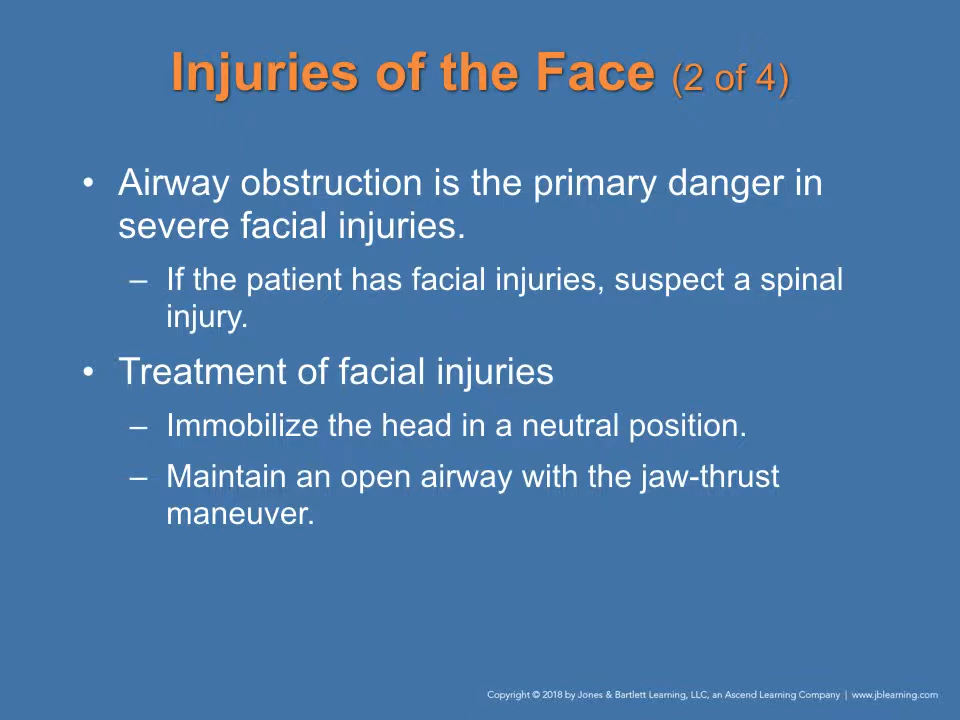 Injuries of the Face (2 of 4)
• Airway obstruction is the primary danger in
severe facial injuries.
– If the patient has facial injuries, suspect a spinal
injury.
• Treatment of facial injuries
– Immobilize the head in a neutral position.
– Maintain an open airway with the jaw-thrust
maneuver.
Copyright © 2018 by Jones & Bartlett Learning, LLC, an Ascend Learning Company | www.jblearning.com